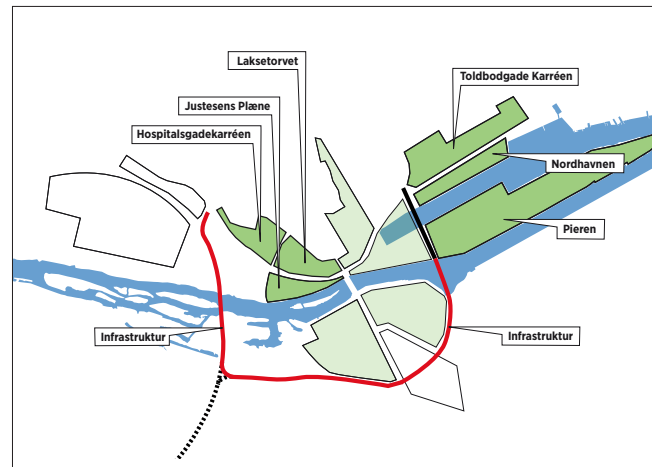 Laksetorvet
Toldbodgade Karréen
Justesens Plæne
Hospitalsgadekarréen
Nordhavnen
Pieren
Infrastruktur
Infrastruktur